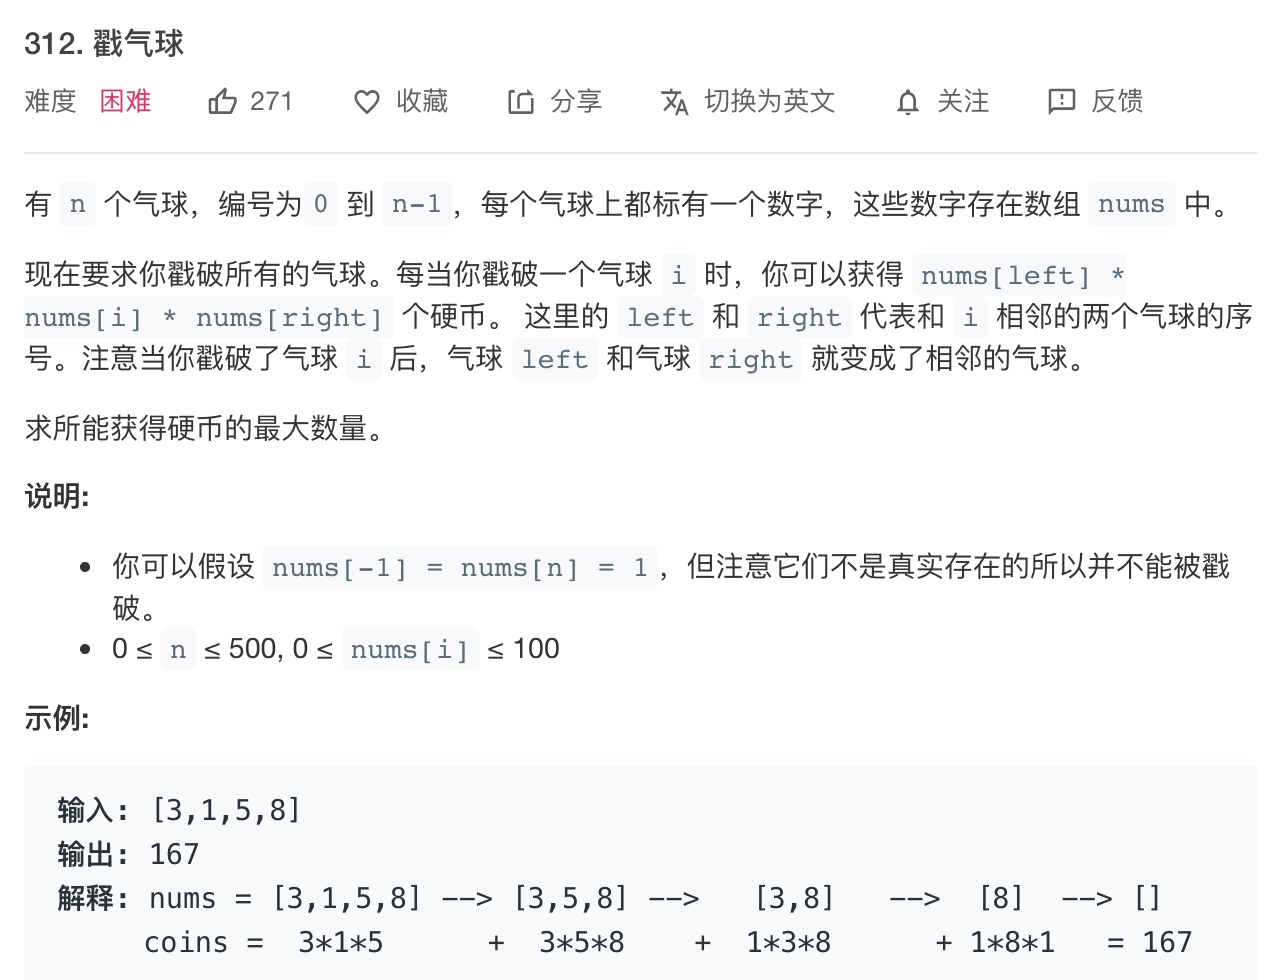 312. 戳气球
难度 困难 271 收藏 分享 切换为英文 关注 反馈
有 n 个气球，编号为 0 到 n-1，每个气球上都标有一个数字，这些数字存在数组 nums 中。
现在要求你戳破所有的气球。每当你戳破一个气球 i 时，你可以获得 nums[left] *
nums[i] * nums[right] 个硬币。 这里的 left 和 right 代表和 i 相邻的两个气球的序
号。注意当你戳破了气球 i 后，气球 left 和气球 right 就变成了相邻的气球。
求所能获得硬币的最大数量。
说明:
• 你可以假设 nums[-1] = nums[n] = 1，但注意它们不是真实存在的所以并不能被戳
破。
• 0 ≤ n ≤ 500, 0 ≤ nums[i] ≤ 100
示例:
输入: [3,1,5,8]
输出: 167
解释: nums = [3,1,5,8] --> [3,5,8] --> [3,8] --> [8] --> []
coins = 3*1*5 + 3*5*8 + 1*3*8 + 1*8*1 = 167